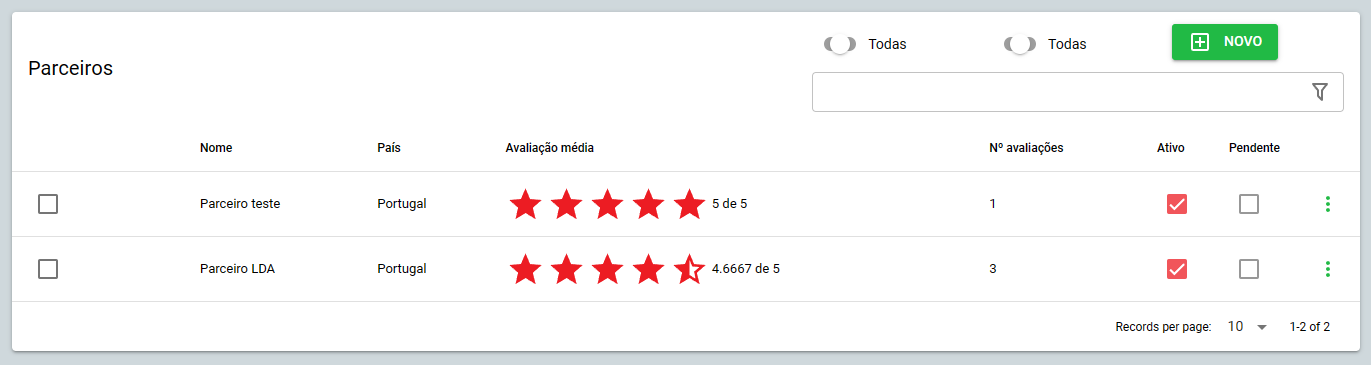 Todas Todas NOVO
Parceiros
Nome País Avaliação média Nº avaliações Ativo Pendente
Parceiro teste Portugal 5 de 5 1
Parceiro LDA Portugal 4.6667 de 5 3
Records per page: 10 1-2 of 2